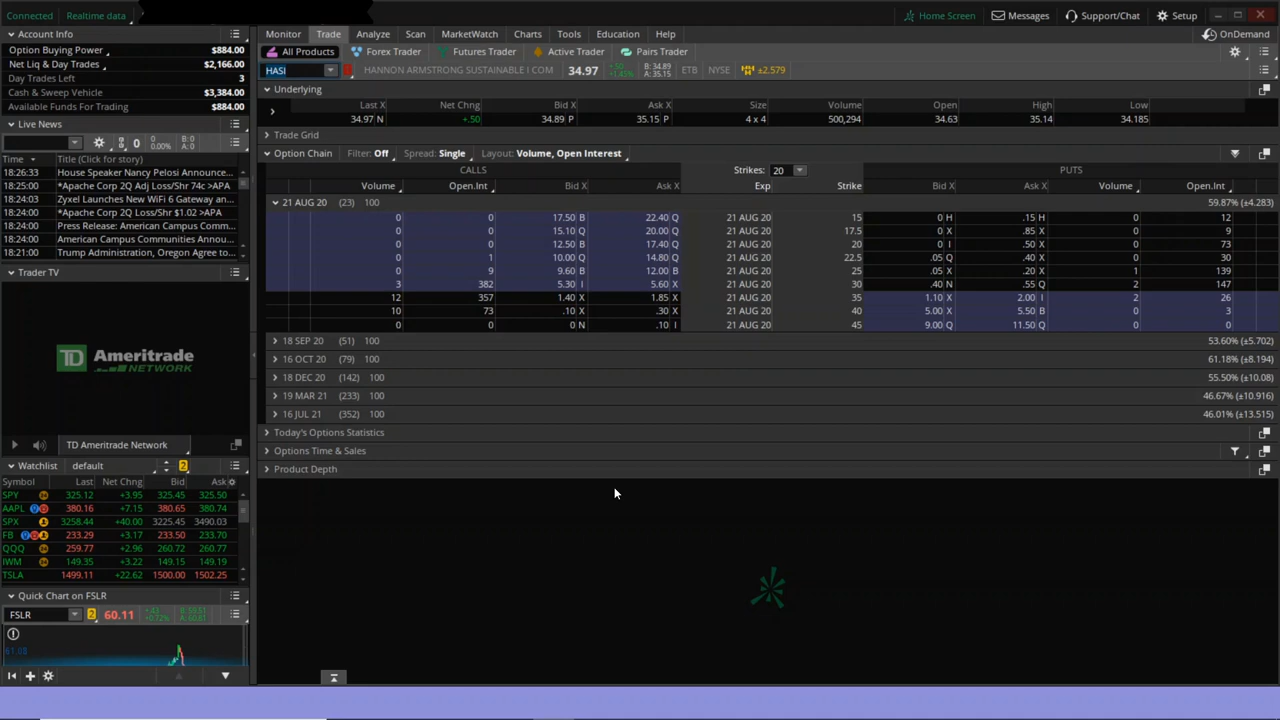 Connected Realtime data Home Screen Messages Support/Chat Setup
Account Info
Option Buying Power $884.00
Net Liq & Day Trades $2,166.00
Day Trades Left 3
Cash & Sweep Vehicle $3,384.00
Available Funds For Trading $884.00
Live News
0 0.00% B: 0 A: 0
Time Title (Click for story)
18:26:33 House Speaker Nancy Pelosi Announce...
18:25:00 *Apache Corp 2Q Adj Loss/Shr 74c >APA
18:24:03 Zyxel Launches New WiFi 6 Gateway an...
18:24:03 *Apache Corp 2Q Loss/Shr $1.02 >APA
18:24:00 Press Release: American Campus Comm...
18:24:00 American Campus Communities Annou...
18:21:00 Trump Administration, Oregon Agree to...
Trader TV
TD Ameritrade
NETWORK
TD Ameritrade Network
Watchlist default 2
Symbol Last Net Chng Bid Ask
SPY 325.12 +3.95 325.45 325.50
AAPL 380.16 +7.15 380.65 380.74
SPX 3258.44 +40.00 3225.45 3490.03
FB 233.29 +3.17 233.50 233.70
QQQ 259.77 +2.96 260.72 260.77
IWM 149.35 +3.22 149.15 149.19
TSLA 1499.11 +22.62 1500.00 1502.25
Quick Chart on FSLR
FSLR 2 60.11 +.43 +0.72%
61.08
Monitor Trade Analyze Scan MarketWatch Charts Tools Education Help OnDemand
All Products Forex Trader Futures Trader Active Trader Pairs Trader
HASI HANNON ARMSTRONG SUSTAINABLE I COM 34.97 +.50 +1.45% B: 34.89 A: 35.15 ETB NYSE ±2.579
Underlying
Last X Net Chng Bid X Ask X Size Volume Open High Low
34.97 N +.50 34.89 P 35.15 P 4 x 4 500,294 34.63 35.14 34.185
Trade Grid
Option Chain Filter: Off Spread: Single Layout: Volume, Open Interest
CALLS Strikes: 20 PUTS
Volume Open.Int Bid X Ask X Exp Strike Bid X Ask X Volume Open.Int
21 AUG 20 (23) 100 59.87% (±4.283)
0 0 17.50 B 22.40 Q 21 AUG 20 15 0 H .15 H 0 12
0 0 15.10 Q 20.00 Q 21 AUG 20 17.5 0 X .85 X 0 9
0 0 12.50 B 17.40 Q 21 AUG 20 20 0 I .50 X 0 73
0 1 10.00 Q 14.80 Q 21 AUG 20 22.5 .05 Q .40 X 0 30
0 9 9.60 B 12.00 B 21 AUG 20 25 .05 X .20 X 1 139
3 382 5.30 I 5.60 X 21 AUG 20 30 .40 N .55 Q 2 147
12 357 1.40 X 1.85 X 21 AUG 20 35 1.10 X 2.00 I 2 26
10 73 .10 X .30 X 21 AUG 20 40 5.00 X 5.50 B 0 3
0 0 0 N .10 I 21 AUG 20 45 9.00 Q 11.50 Q 0 0
18 SEP 20 (51) 100 53.60% (±5.702)
16 OCT 20 (79) 100 61.18% (±8.194)
18 DEC 20 (142) 100 55.50% (±10.08)
19 MAR 21 (233) 100 46.67% (±10.916)
16 JUL 21 (352) 100 46.01% (±13.515)
Today's Options Statistics
Options Time & Sales
Product Depth